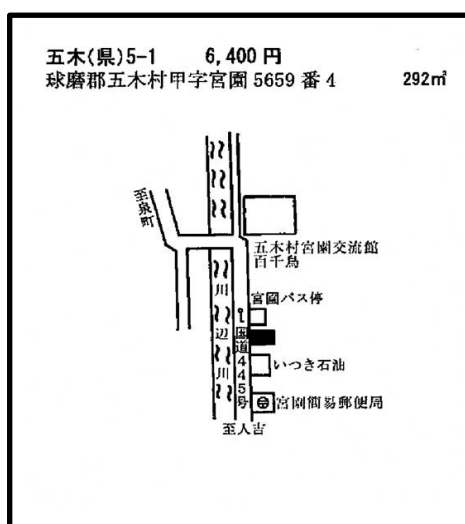 五木(県)5-1 6,400 円
球磨郡五木村甲字宮園 5659 番 4 292㎡
至泉町
五木村宮園交流館
百千鳥
宮園バス停
川辺川
国道445号
いつき石油
宮園簡易郵便局
至人吉